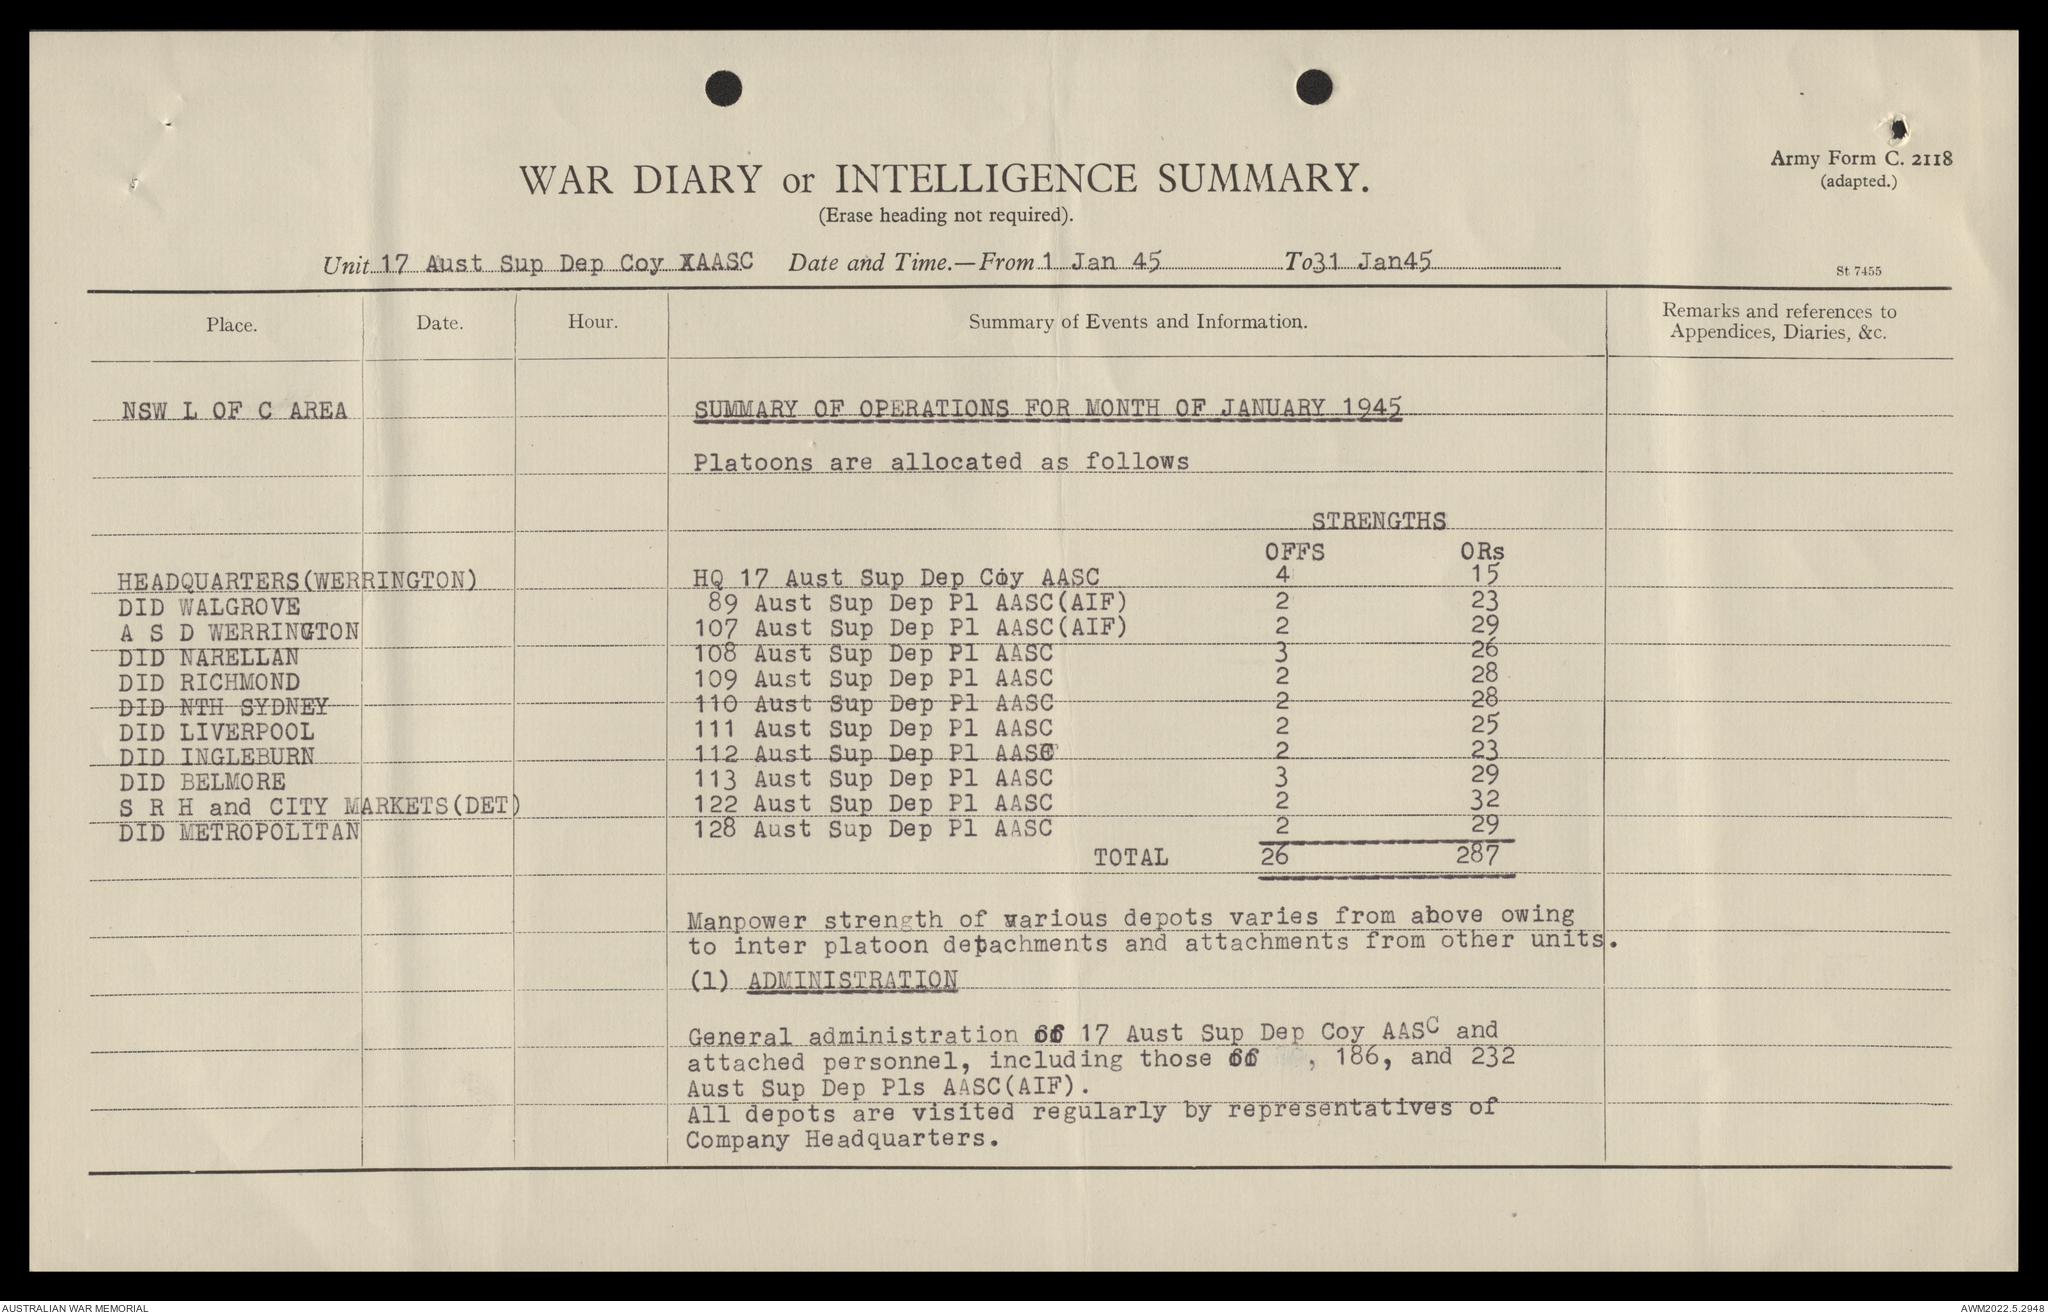 WAR DIARY or INTELLIGENCE SUMMARY.
(Erase heading not required).
Army Form C. 2118
(adapted.)
Unit 17 Aust Sup Dep Coy XAASC Date and Time.—From 1 Jan 45 To 31 Jan45
St 7455
Place. Date. Hour. Summary of Events and Information. Remarks and references to Appendices, Diaries, &c.
NSW L OF C AREA SUMMARY OF OPERATIONS FOR MONTH OF JANUARY 1945
Platoons are allocated as follows
STRENGTHS
OFFS ORs
HEADQUARTERS(WERRINGTON) HQ 17 Aust Sup Dep Coy AASC 4 15
DID WALGROVE 89 Aust Sup Dep Pl AASC(AIF) 2 23
A S D WERRINGTON 107 Aust Sup Dep Pl AASC(AIF) 2 29
DID NARELLAN 108 Aust Sup Dep Pl AASC 3 26
DID RICHMOND 109 Aust Sup Dep Pl AASC 2 28
DID NTH SYDNEY 110 Aust Sup Dep Pl AASC 2 28
DID LIVERPOOL 111 Aust Sup Dep Pl AASC 2 25
DID INGLEBURN 112 Aust Sup Dep Pl AASC 2 23
DID BELMORE 113 Aust Sup Dep Pl AASC 3 29
S R H and CITY MARKETS(DET) 122 Aust Sup Dep Pl AASC 2 32
DID METROPOLITAN 128 Aust Sup Dep Pl AASC 2 29
TOTAL 26 287
Manpower strength of various depots varies from above owing
to inter platoon detachments and attachments from other units.
(1) ADMINISTRATION
General administration of 17 Aust Sup Dep Coy AASC and
attached personnel, including those of , 186, and 232
Aust Sup Dep Pls AASC(AIF).
All depots are visited regularly by representatives of
Company Headquarters.
AUSTRALIAN WAR MEMORIAL
AWM2022.5.2948